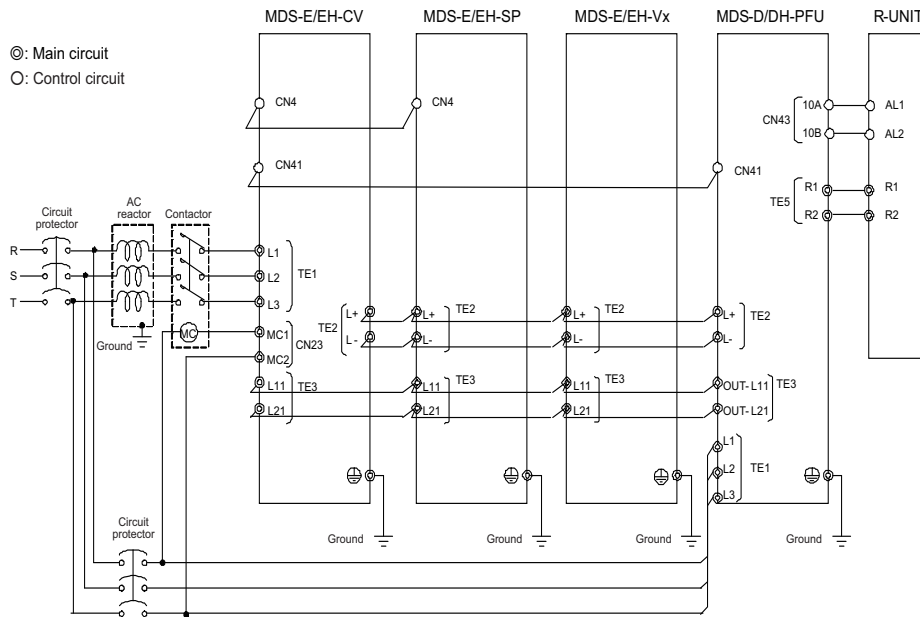 MDS-E/EH-CV
MDS-E/EH-SP
MDS-E/EH-Vx
MDS-D/DH-PFU
R-UNIT
◎: Main circuit
○: Control circuit
CN4
CN4
10A
AL1
CN43
10B
AL2
CN41
CN41
R1
R1
TE5
R2
R2
Circuit
protector
AC
reactor
Contactor
R
S
T
L1
L2
TE1
L3
MC
Ground
MC1
CN23
MC2
TE2
L+
L-
L+
TE2
L-
L+
TE2
L-
L+
TE2
L-
L11
TE3
L21
L11
TE3
L21
L11
TE3
L21
OUT-L11
TE3
OUT-L21
L1
L2
TE1
L3
Ground
Ground
Ground
Ground
Circuit
protector